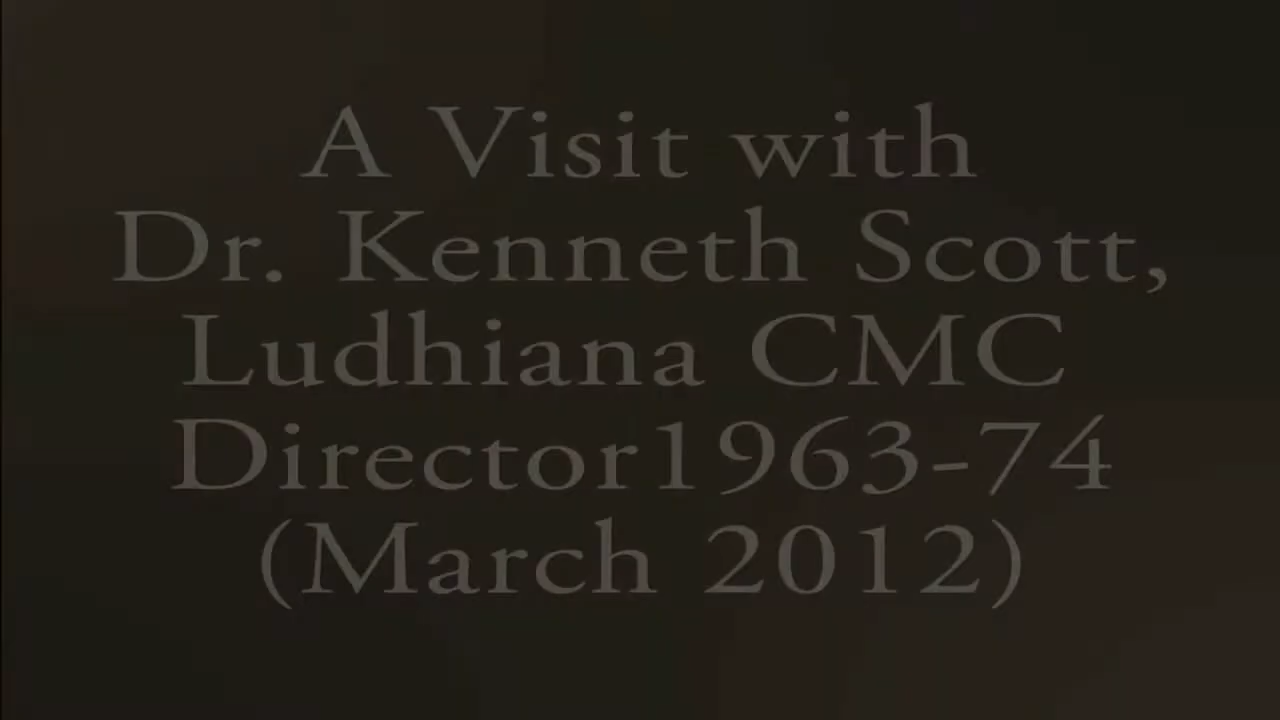 A Visit with
Dr. Kenneth Scott,
Ludhiana CMC
Director1963-74
(March 2012)